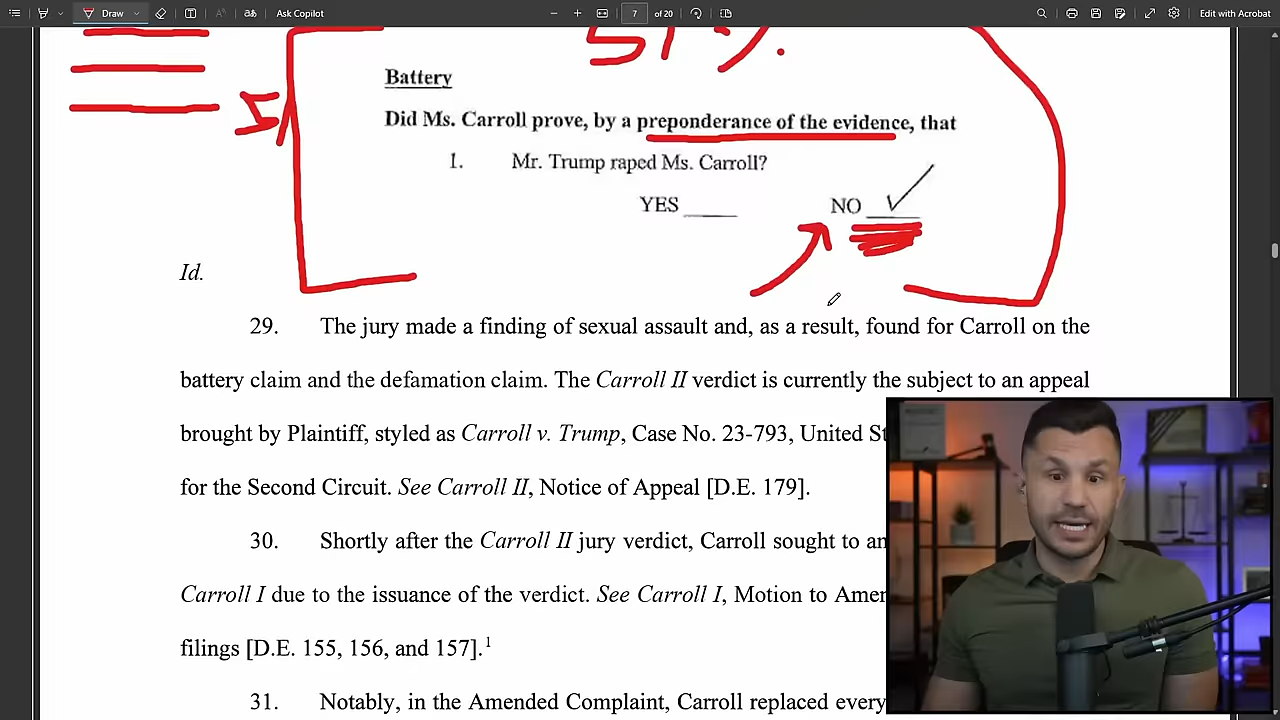 Draw
Ask Copilot
7
of 20
Edit with Acrobat
51%.
Battery
51
Did Ms. Carroll prove, by a preponderance of the evidence, that
1. Mr. Trump raped Ms. Carroll?
YES ____ NO ____
Id.
29. The jury made a finding of sexual assault and, as a result, found for Carroll on the
battery claim and the defamation claim. The Carroll II verdict is currently the subject to an appeal
brought by Plaintiff, styled as Carroll v. Trump, Case No. 23-793, United
for the Second Circuit. See Carroll II, Notice of Appeal [D.E. 179].
30. Shortly after the Carroll II jury verdict, Carroll sought to
Carroll I due to the issuance of the verdict. See Carroll I, Motion to
filings [D.E. 155, 156, and 157].1
31. Notably, in the Amended Complaint, Carroll replaced every